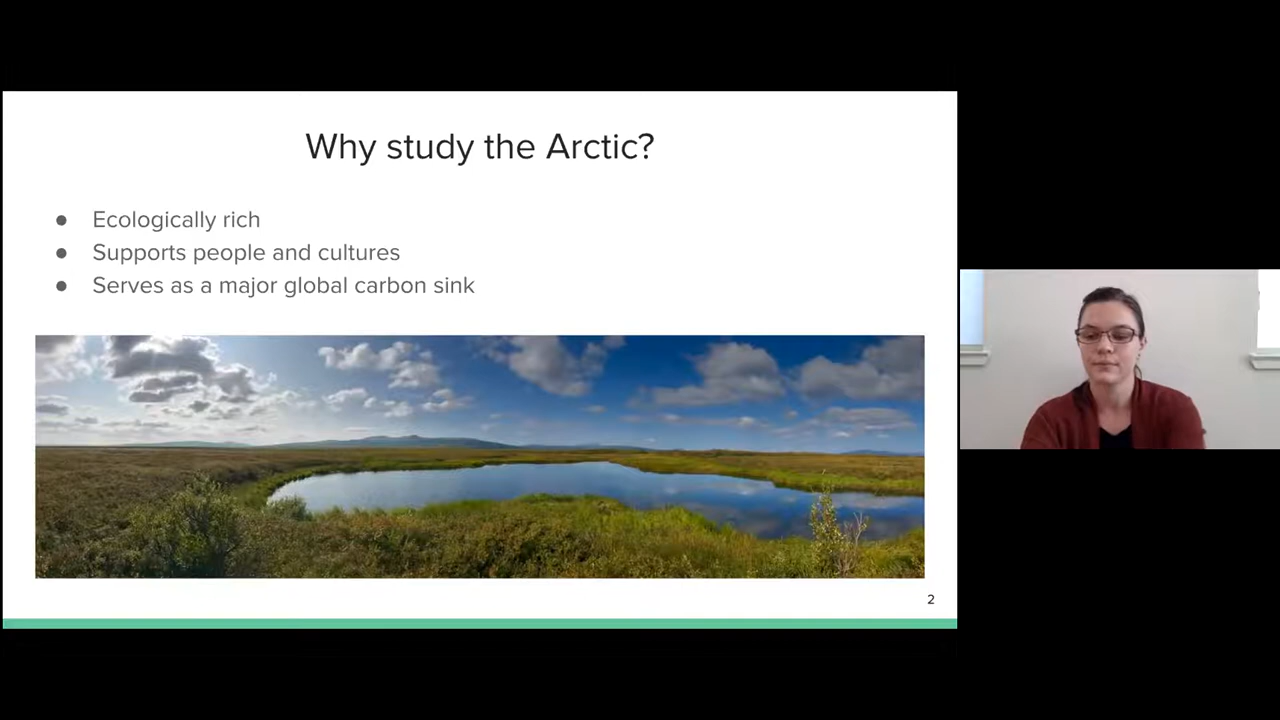 Why study the Arctic?
● Ecologically rich
● Supports people and cultures
● Serves as a major global carbon sink
2